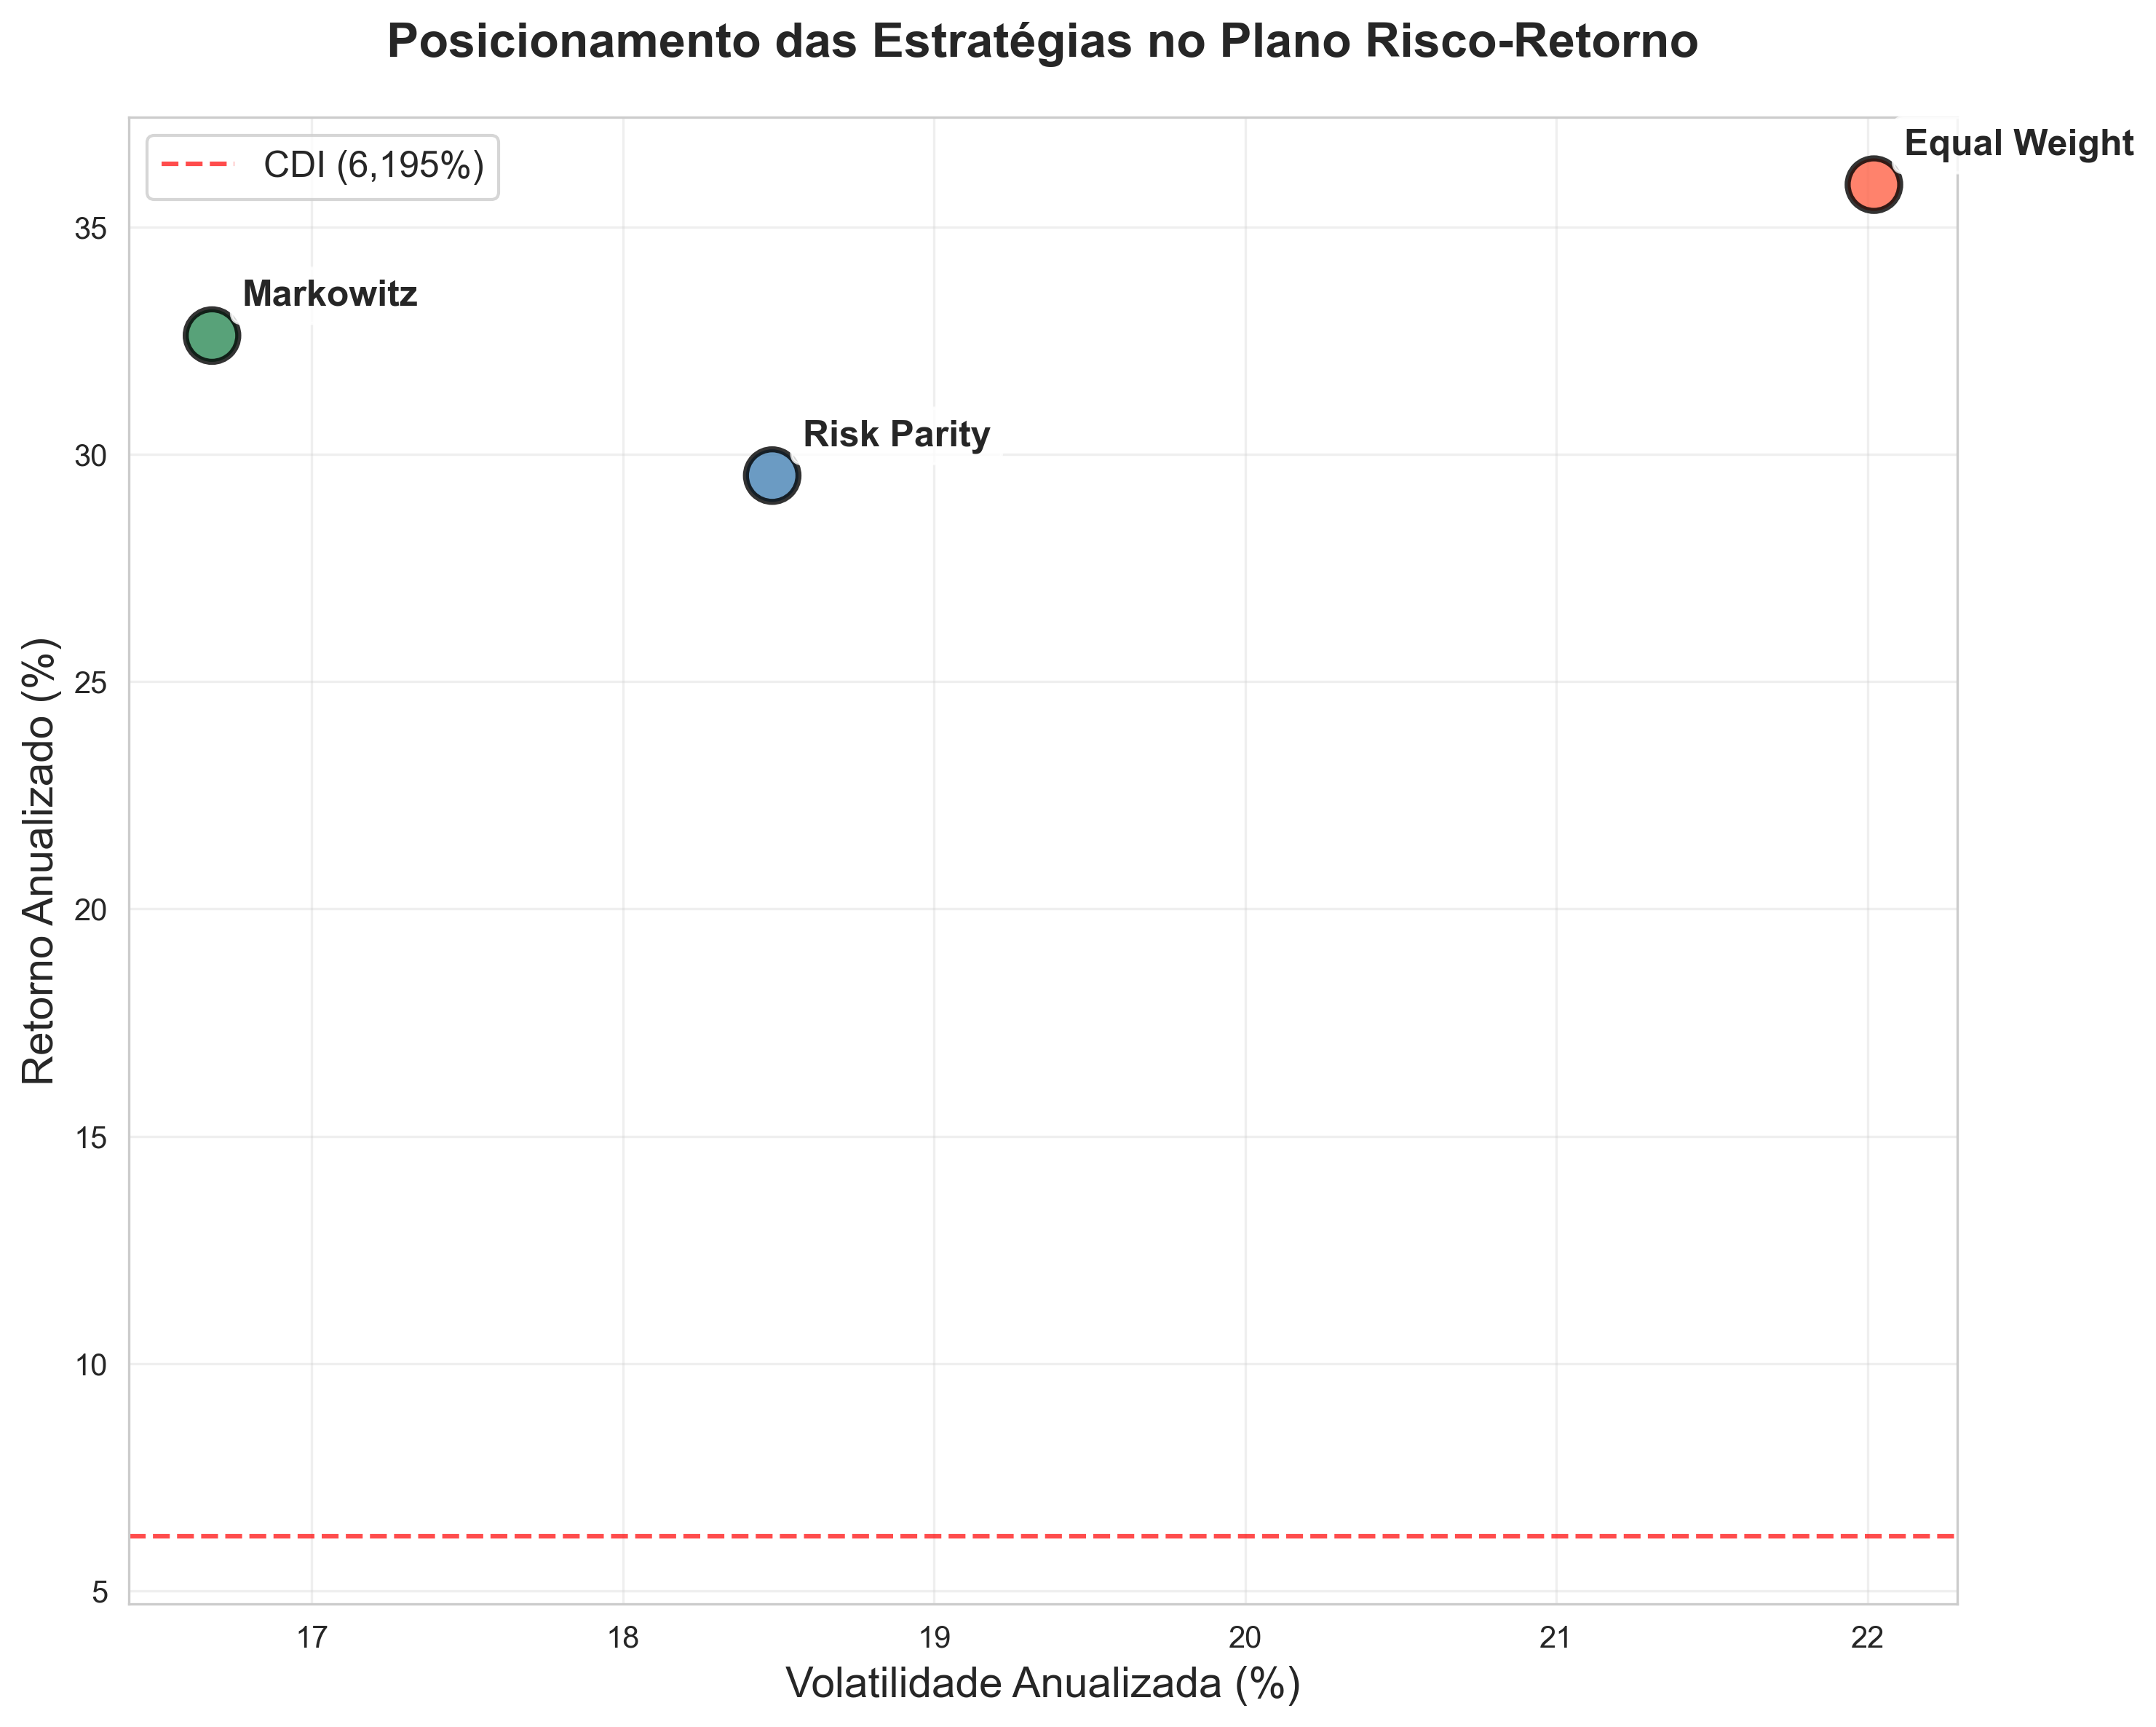 Posicionamento das Estratégias no Plano Risco-Retorno
CDI (6,195%)
Equal Weight
Markowitz
Risk Parity
Retorno Anualizado (%)
35
30
25
20
15
10
5
17
18
19
20
21
22
Volatilidade Anualizada (%)